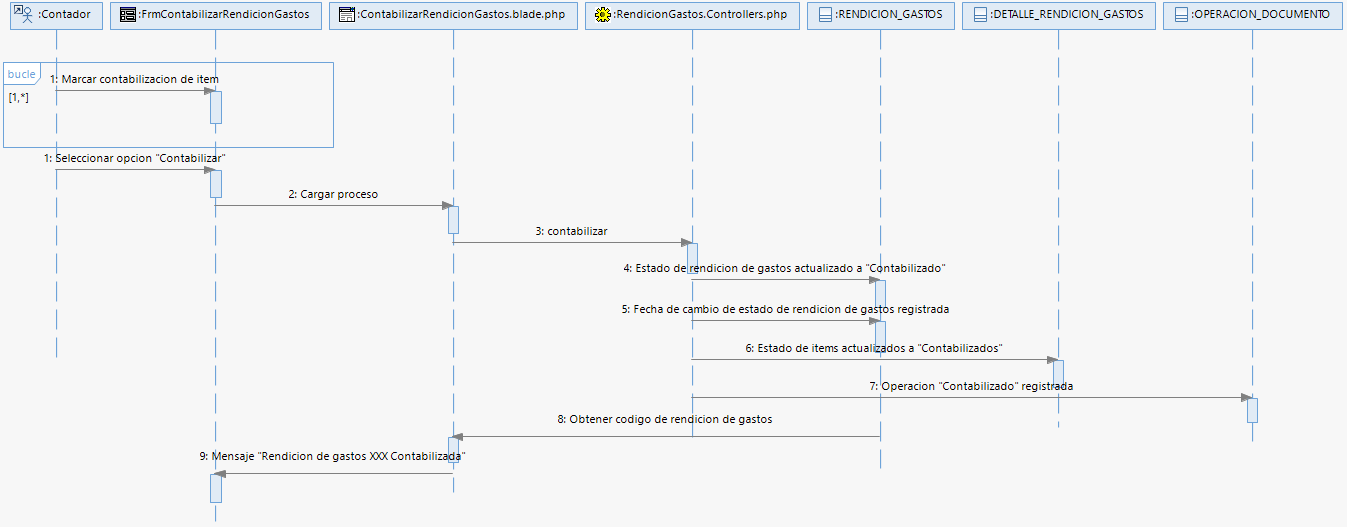 :Contador
:FrmContabilizarRendicionGastos
:ContabilizarRendicionGastos.blade.php
:RendicionGastos.Controllers.php
:RENDICION_GASTOS
:DETALLE_RENDICION_GASTOS
:OPERACION_DOCUMENTO
bucle
1: Marcar contabilizacion de item
[1,*]
1: Seleccionar opcion "Contabilizar"
2: Cargar proceso
3: contabilizar
4: Estado de rendicion de gastos actualizado a "Contabilizado"
5: Fecha de cambio de estado de rendicion de gastos registrada
6: Estado de items actualizados a "Contabilizados"
7: Operacion "Contabilizado" registrada
8: Obtener codigo de rendicion de gastos
9: Mensaje "Rendicion de gastos XXX Contabilizada"